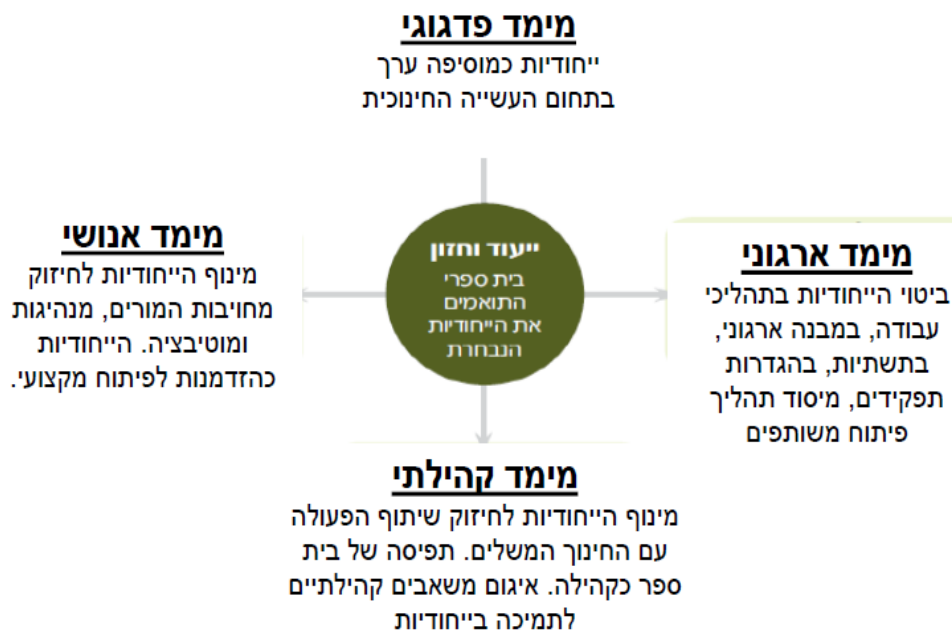 מימד פדגוגי
ייחודיות כמוסיפה ערך
בתחום העשייה החינוכית
ייעוד וחזון
בית ספרי
התואמים
את הייחודיות
הנבחרת
מימד ארגוני
ביטוי הייחודיות בתהליכי
עבודה, במבנה ארגוני,
בתשתיות, בהגדרות
תפקידים, מיסוד תהליך
פיתוח משותפים
מימד אנושי
מינוף הייחודיות לחיזוק
מחויבות המורים, מנהיגות
ומוטיבציה. הייחודיות
כהזדמנות לפיתוח מקצועי.
מימד קהילתי
מינוף הייחודיות לחיזוק שיתוף הפעולה
עם החינוך המשלים. תפיסה של בית
ספר כקהילה. איגום משאבים קהילתיים
לתמיכה בייחודיות